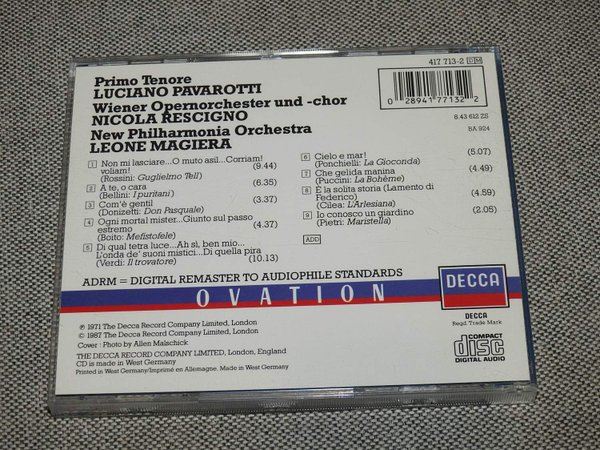 417 713-2 DM
Primo Tenore
LUCIANO PAVAROTTI
Wiener Opernorchester und -chor
NICOLA RESCIGNO
New Philharmonia Orchestra
LEONE MAGIERA
0 28941 77132 2
6.43 612 ZS
BA 924
1 Non mi lasciare...O muto asil...Corriam!
voliam! (9.44)
(Rossini: Guglielmo Tell)
2 A te, o cara (6.35)
(Bellini: I puritani)
3 Com'è gentil (3.37)
(Donizetti: Don Pasquale)
4 Ogni mortal mister...Giunto sul passo
estremo (4.37)
(Boito: Mefistofele)
5 Di qual tetra luce...Ah sì, ben mio...
L'onda de' suoni mistici...Di quella pira
(Verdi: Il trovatore) (10.13)
6 Cielo e mar! (5.07)
(Ponchielli: La Gioconda)
7 Che gelida manina (4.49)
(Puccini: La Bohème)
8 È la solita storia (Lamento di
Federico) (4.59)
(Cilea: L'Arlesiana)
9 Io conosco un giardino (2.05)
(Pietri: Maristella)
ADD
ADRM = DIGITAL REMASTER TO AUDIOPHILE STANDARDS
OVATION
DECCA
DECCA
Regd. Trade Mark
℗ 1971 The Decca Record Company Limited, London
© 1987 The Decca Record Company Limited, London
Cover : Photo by Allen Malschick
THE DECCA RECORD COMPANY LIMITED, London, England
CD is made in West Germany
Printed in West Germany/Imprimé en Allemagne. Made in West Germany
COMPACT
disc
DIGITAL AUDIO